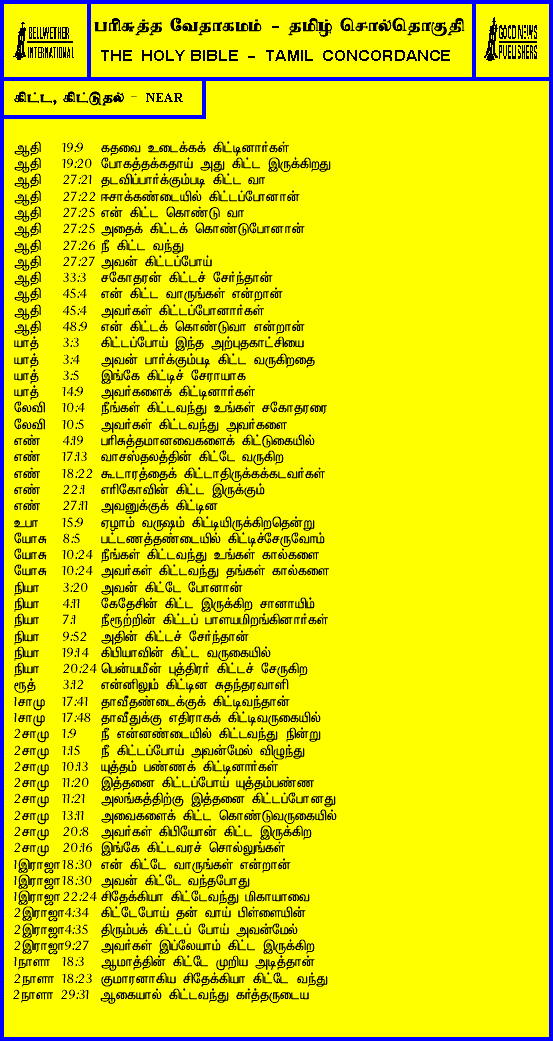 BELLWETHER
INTERNATIONAL
பரிசுத்த வேதாகமம் - தமிழ் சொல்தொகுதி
THE HOLY BIBLE - TAMIL CONCORDANCE
GOOD NEWS
PUBLISHERS
கிட்ட, கிட்டுதல் - NEAR
ஆதி 19:9 கதவை உடைக்கக் கிட்டினார்கள்
ஆதி 19:20 போகத்தக்கதாய் அது கிட்ட இருக்கிறது
ஆதி 27:21 தடவிப்பார்க்கும்படி கிட்ட வா
ஆதி 27:22 ஈசாக்கண்டையில் கிட்டப்போனான்
ஆதி 27:25 என் கிட்ட கொண்டு வா
ஆதி 27:25 அதைக் கிட்டக் கொண்டுபோனான்
ஆதி 27:26 நீ கிட்ட வந்து
ஆதி 27:27 அவன் கிட்டப்போய்
ஆதி 33:3 சகோதரன் கிட்டச் சேர்ந்தான்
ஆதி 45:4 என் கிட்ட வாருங்கள் என்றான்
ஆதி 45:4 அவர்கள் கிட்டப்போனார்கள்
ஆதி 48:9 என் கிட்டக் கொண்டுவா என்றான்
யாத் 3:3 கிட்டப்போய் இந்த அற்புதகாட்சியை
யாத் 3:4 அவன் பார்க்கும்படி கிட்ட வருகிறதை
யாத் 3:5 இங்கே கிட்டிச் சேராயாக
யாத் 14:9 அவர்களைக் கிட்டினார்கள்
லேவி 10:4 நீங்கள் கிட்டவந்து உங்கள் சகோதரரை
லேவி 10:5 அவர்கள் கிட்டவந்து அவர்களை
எண் 4:19 பரிசுத்தமானவைகளைக் கிட்டுகையில்
எண் 17:13 வாசஸ்தலத்தின் கிட்டே வருகிற
எண் 18:22 கூடாரத்தைக் கிட்டாதிருக்கக்கடவர்கள்
எண் 22:1 எரிகோவின் கிட்ட இருக்கும்
எண் 27:11 அவனுக்குக் கிட்டின
உபா 15:9 ஏழாம் வருஷம் கிட்டியிருக்கிறதென்று
யோசு 8:5 பட்டணத்தண்டையில் கிட்டிச்சேருவோம்
யோசு 10:24 நீங்கள் கிட்டவந்து உங்கள் கால்களை
யோசு 10:24 அவர்கள் கிட்டவந்து தங்கள் கால்களை
நியா 3:20 அவன் கிட்டே போனான்
நியா 4:11 கேதேசின் கிட்ட இருக்கிற சானாயிம்
நியா 7:1 நீரூற்றின் கிட்டப் பாளயமிறங்கினார்கள்
நியா 9:52 அதின் கிட்டச் சேர்ந்தான்
நியா 19:14 கிபியாவின் கிட்ட வருகையில்
நியா 20:24 பென்யமீன் புத்திரர் கிட்டச் சேருகிற
ரூத் 3:12 என்னிலும் கிட்டின சுதந்தரவாளி
1சாமு 17:41 தாவீதண்டைக்குக் கிட்டிவந்தான்
1சாமு 17:48 தாவீதுக்கு எதிராகக் கிட்டிவருகையில்
2சாமு 1:9 நீ என்னண்டையில் கிட்டவந்து நின்று
2சாமு 1:15 நீ கிட்டப்போய் அவன்மேல் விழுந்து
2சாமு 10:13 யுத்தம் பண்ணக் கிட்டினார்கள்
2சாமு 11:20 இத்தனை கிட்டப்போய் யுத்தம்பண்ண
2சாமு 11:21 அலங்கத்திற்கு இத்தனை கிட்டப்போனது
2சாமு 13:11 அவைகளைக் கிட்ட கொண்டுவருகையில்
2சாமு 20:8 அவர்கள் கிபியோன் கிட்ட இருக்கிற
2சாமு 20:16 இங்கே கிட்டவரச் சொல்லுங்கள்
1இராஜா 18:30 என் கிட்டே வாருங்கள் என்றான்
1இராஜா 18:30 அவன் கிட்டே வந்தபோது
1இராஜா 22:24 சிதேக்கியா கிட்டேவந்து மிகாயாவை
2இராஜா 4:34 கிட்டேபோய் தன் வாய் பிள்ளையின்
2இராஜா 4:35 திரும்பக் கிட்டப் போய் அவன்மேல்
2இராஜா 9:27 அவர்கள் இப்லேயாம் கிட்ட இருக்கிற
1நாளா 18:3 ஆமாத்தின் கிட்டே முறிய அடித்தான்
2நாளா 18:23 குமாரனாகிய சிதேக்கியா கிட்டே வந்து
2நாளா 29:31 ஆகையால் கிட்டவந்து கர்த்தருடைய